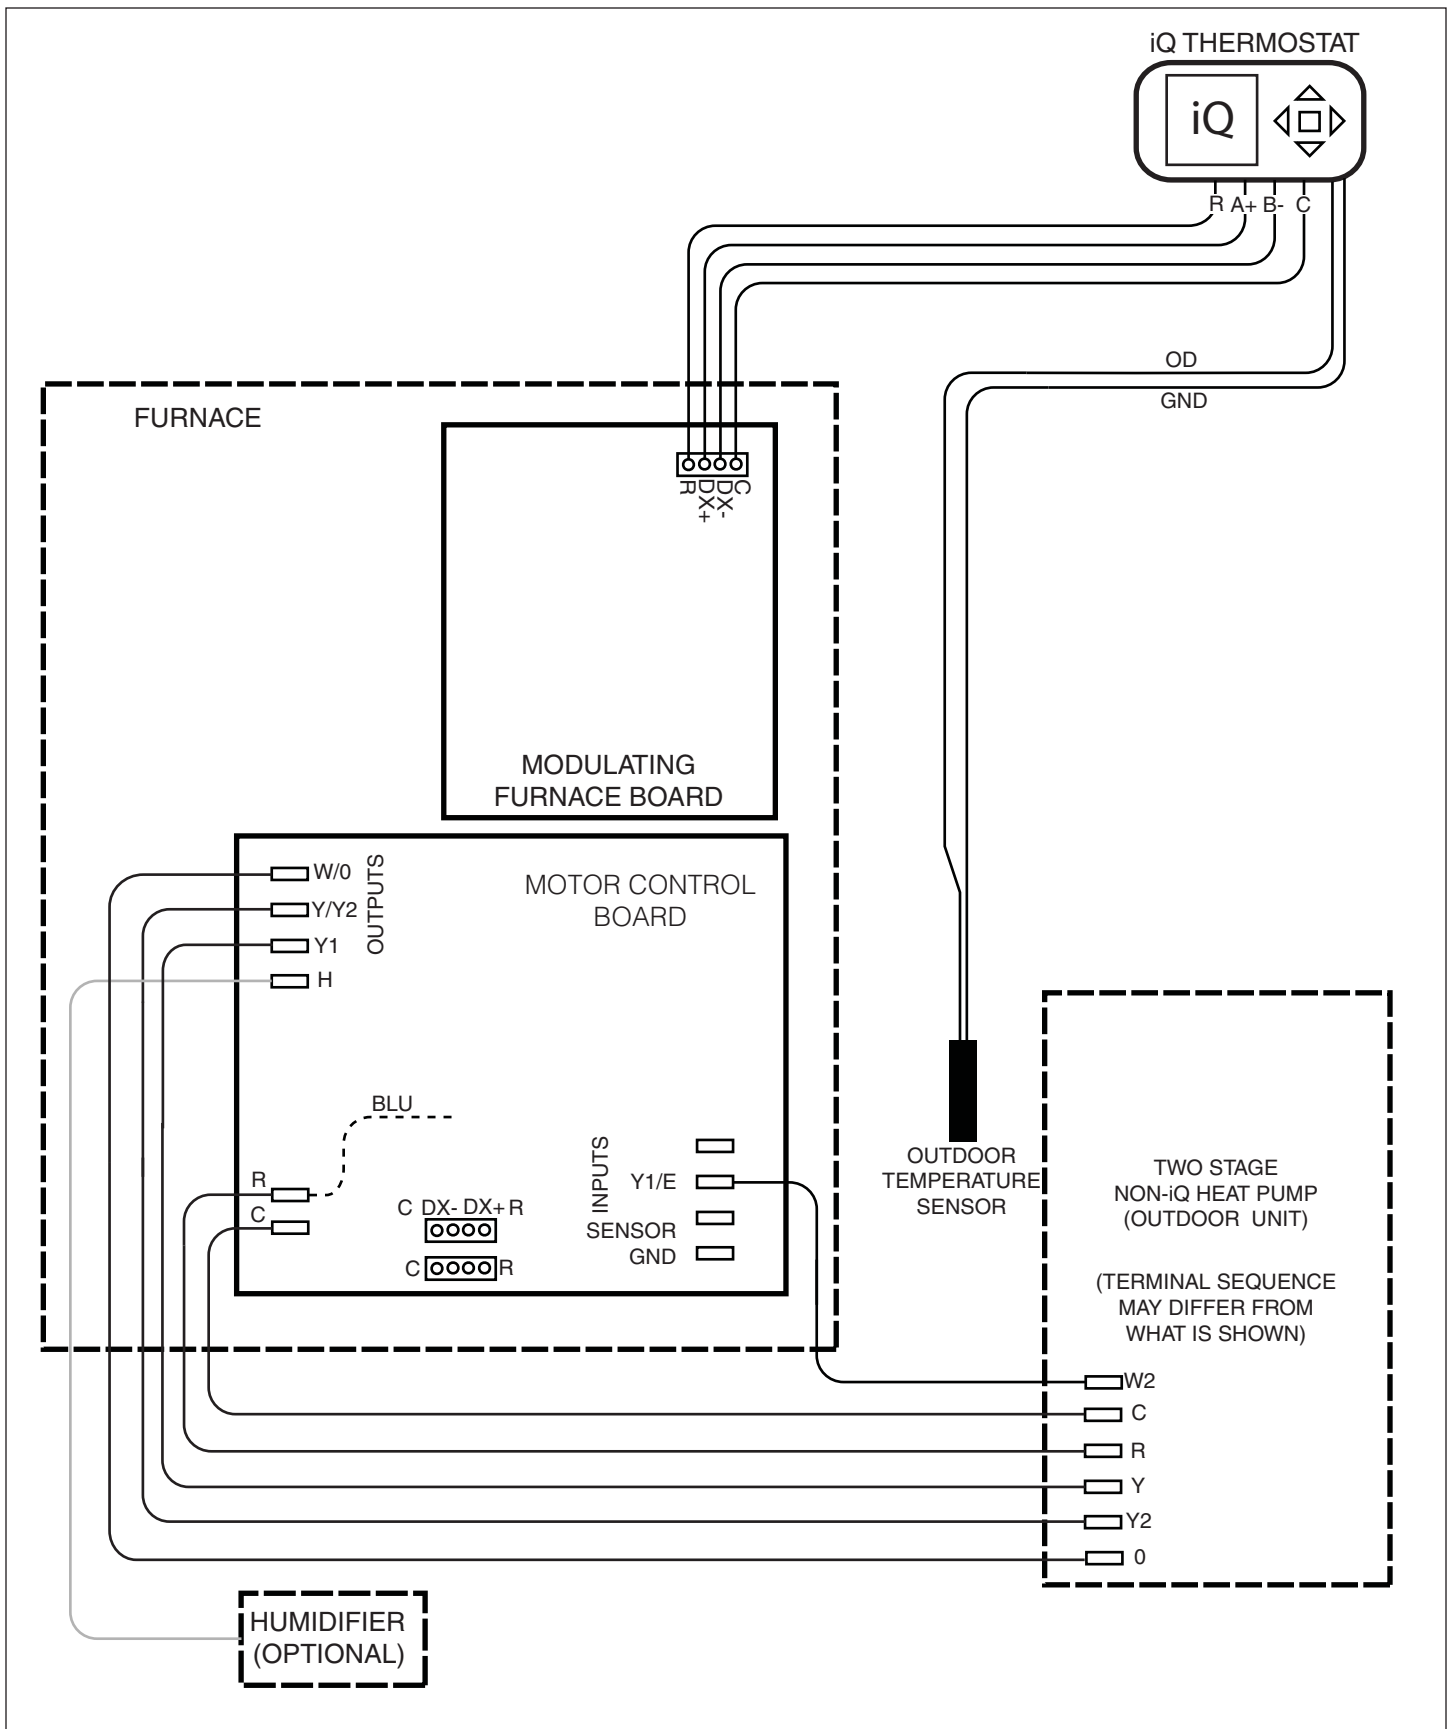 iQ THERMOSTAT
iQ
R A+ B- C
OD
GND
FURNACE
R
DX+
DX-
C
MODULATING
FURNACE BOARD
W/0
Y/Y2
Y1
H
OUTPUTS
MOTOR CONTROL
BOARD
BLU
R
C
C DX- DX+ R
C R
INPUTS
Y1/E
SENSOR
GND
OUTDOOR
TEMPERATURE
SENSOR
TWO STAGE
NON-iQ HEAT PUMP
(OUTDOOR UNIT)
(TERMINAL SEQUENCE
MAY DIFFER FROM
WHAT IS SHOWN)
W2
C
R
Y
Y2
0
HUMIDIFIER
(OPTIONAL)